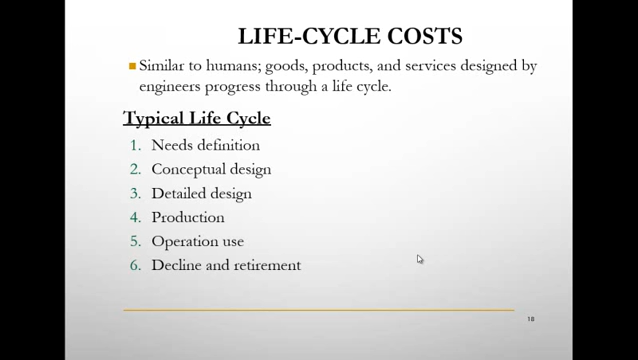 LIFE-CYCLE COSTS
Similar to humans; goods, products, and services designed by
engineers progress through a life cycle.
Typical Life Cycle
1. Needs definition
2. Conceptual design
3. Detailed design
4. Production
5. Operation use
6. Decline and retirement
18